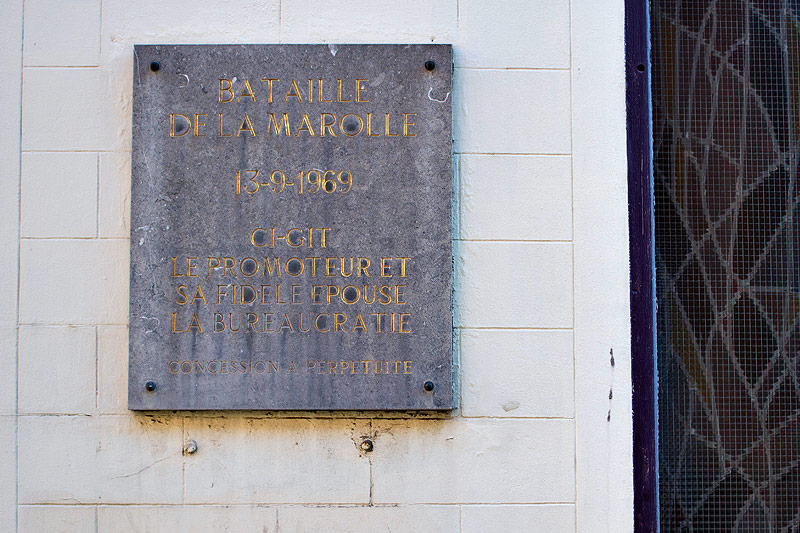 BATAILLE
DE LA MAROLLE
13-9-1969
CI-GIT
LE PROMOTEUR ET
SA FIDELE EPOUSE
LA BUREAUCRATIE
CONCESSION A PERPETUITE